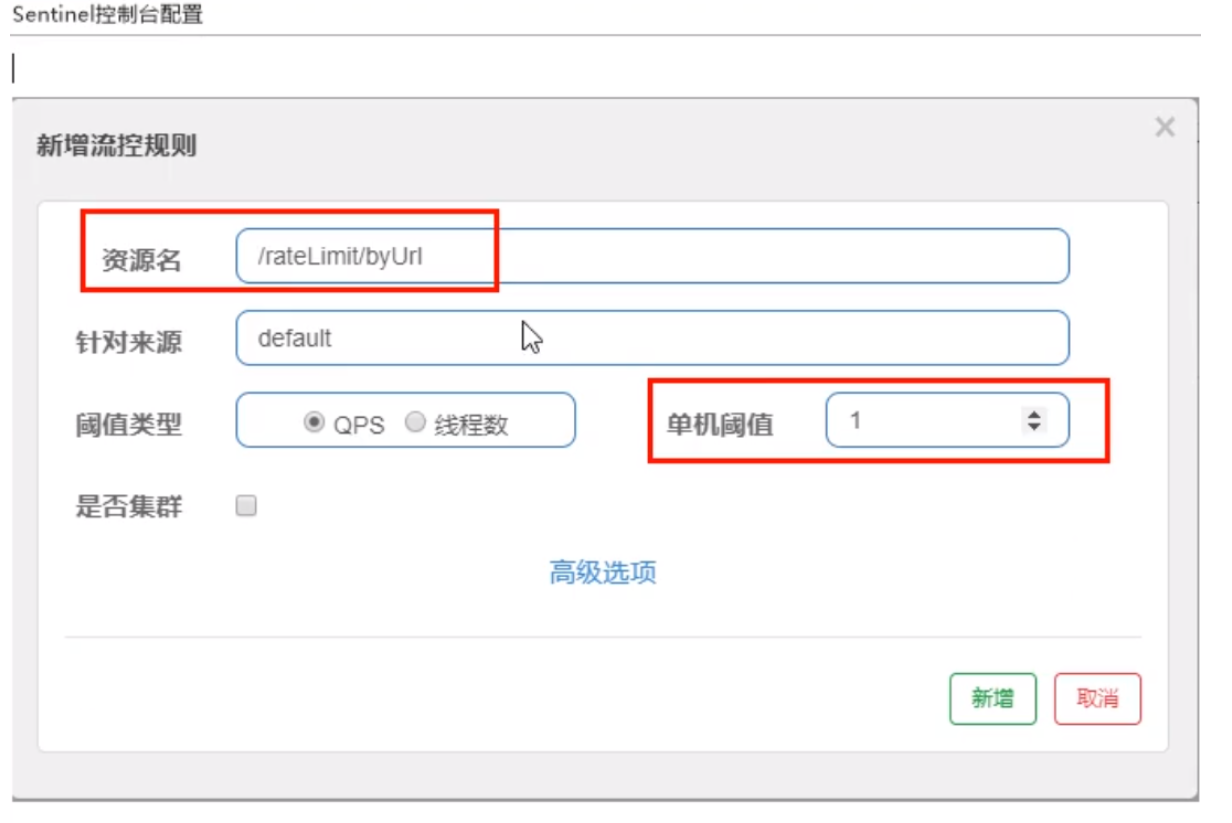 Sentinel控制台配置
新增流控规则
×
资源名 /rateLimit/byUrl
针对来源 default
阈值类型 QPS 线程数 单机阈值 1
是否集群
高级选项
新增 取消